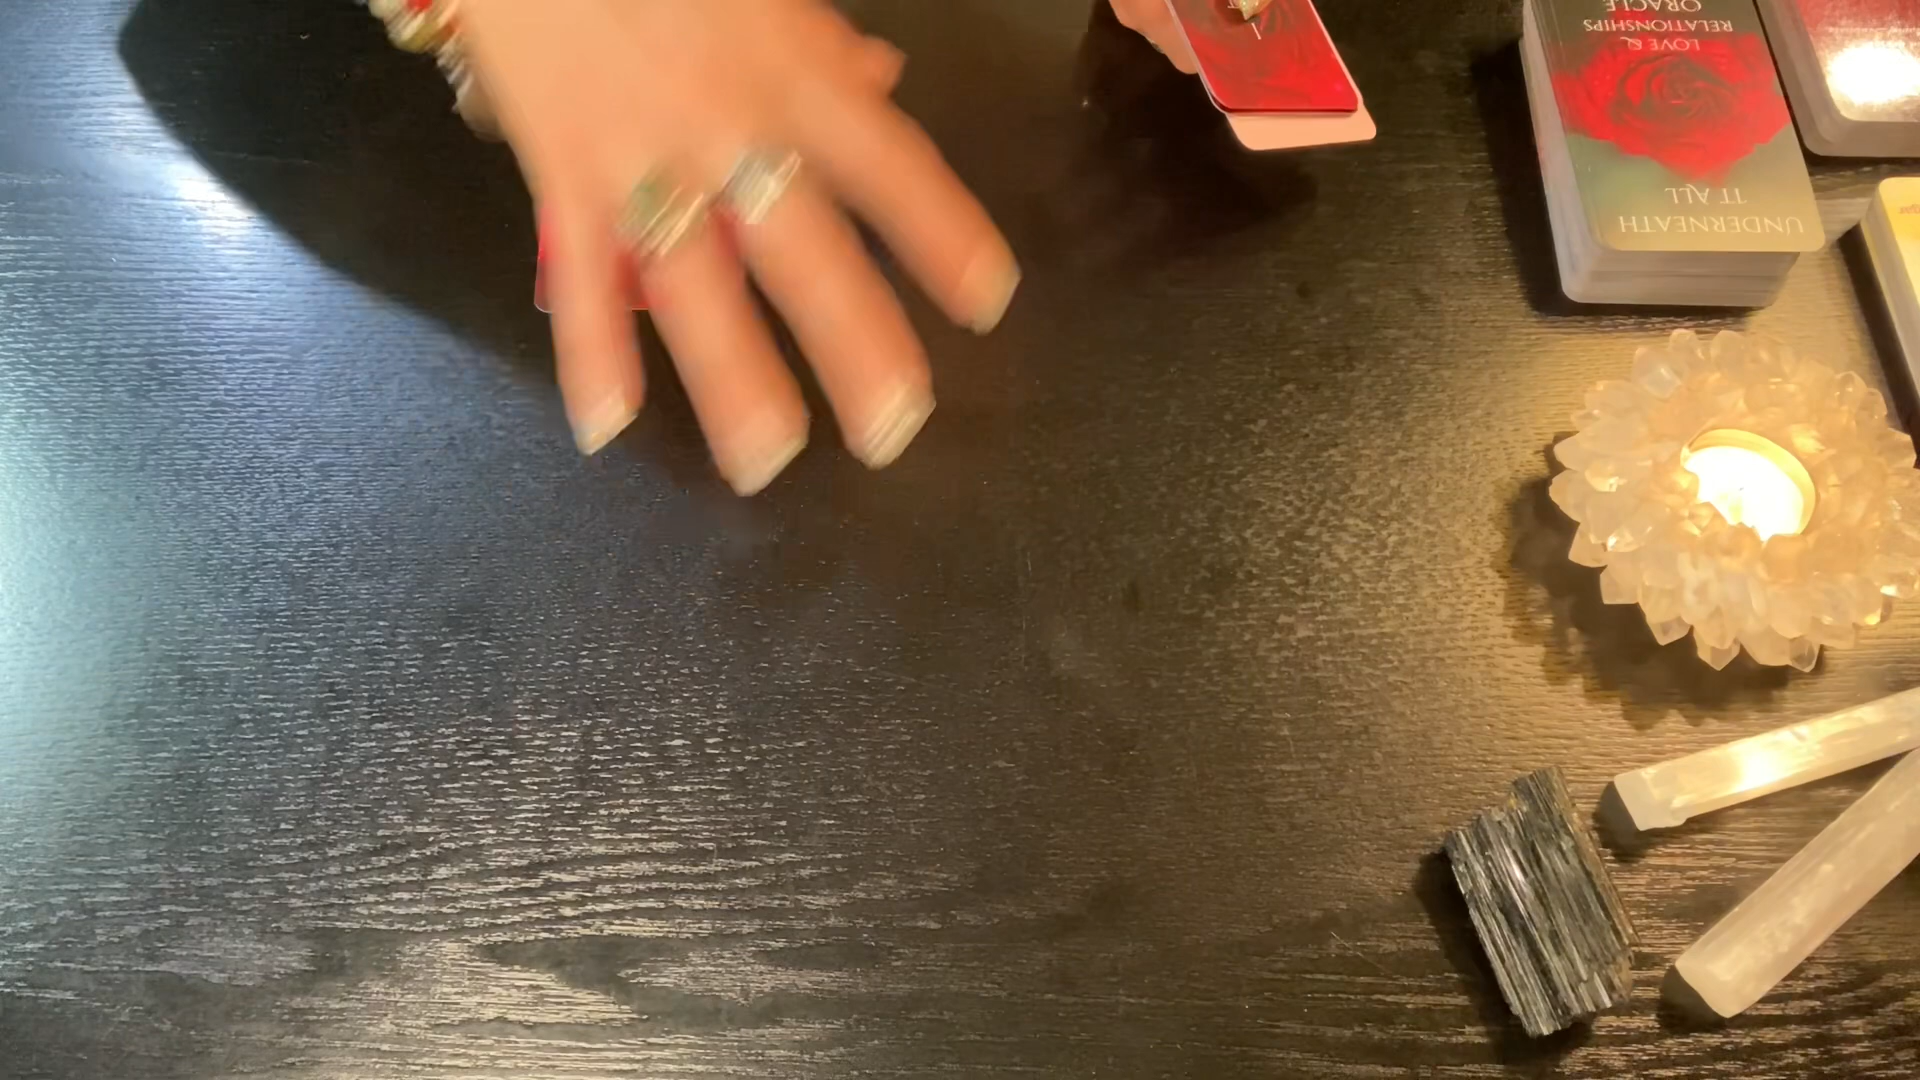 UNDERNEATH
IT ALL
LOVE &
RELATIONSHIPS
ORACLE